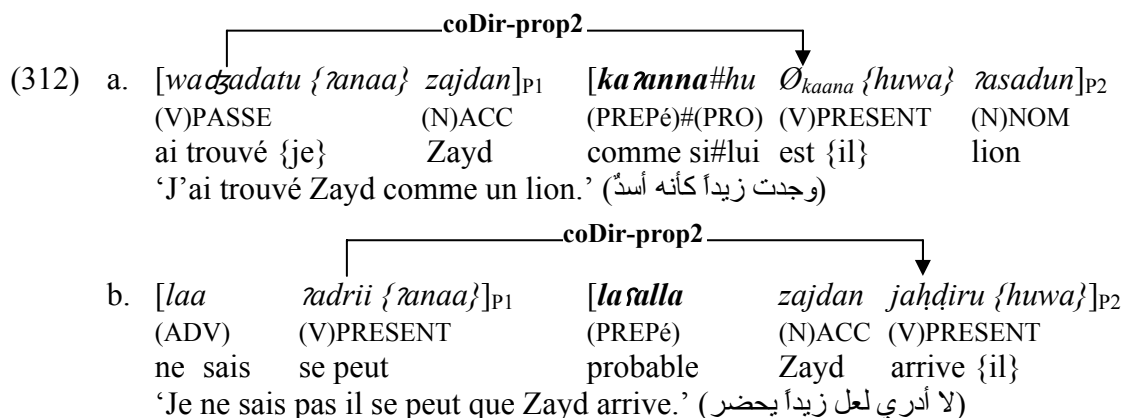 coDir-prop2
(312) a. [waʤadatu {ʔanaa} zajdan]P1 [kaʔanna#hu Økaana {huwa} ʔasadun]P2
(V)PASSE (N)ACC (PREPé)#(PRO) (V)PRESENT (N)NOM
ai trouvé {je} Zayd comme si#lui est {il} lion
‘J’ai trouvé Zayd comme un lion.’ (وجدت زيداً كأنه أسدٌ)
coDir-prop2
b. [laa ʔadrii {ʔanaa}]P1 [laʕalla zajdan jaḥḍiru {huwa}]P2
(ADV) (V)PRESENT (PREPé) (N)ACC (V)PRESENT
ne sais se peut probable Zayd arrive {il}
‘Je ne sais pas il se peut que Zayd arrive.’ (لا أدري لعل زيداً يحضر)